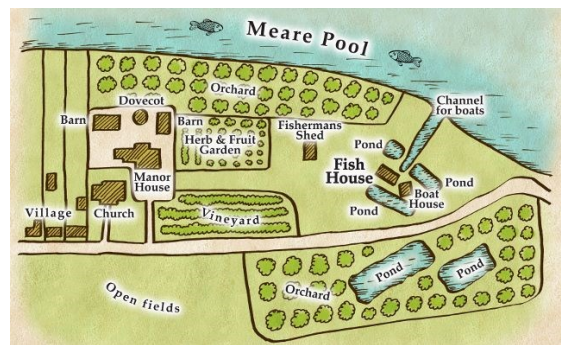 Meare Pool
Orchard
Channel
for boats
Dovecot
Barn
Barn
Herb & Fruit
Garden
Fishermans
Shed
Pond
Fish
House
Manor
House
Pond
Boat
House
Pond
Village
Church
Vineyard
Pond
Pond
Orchard
Open fields